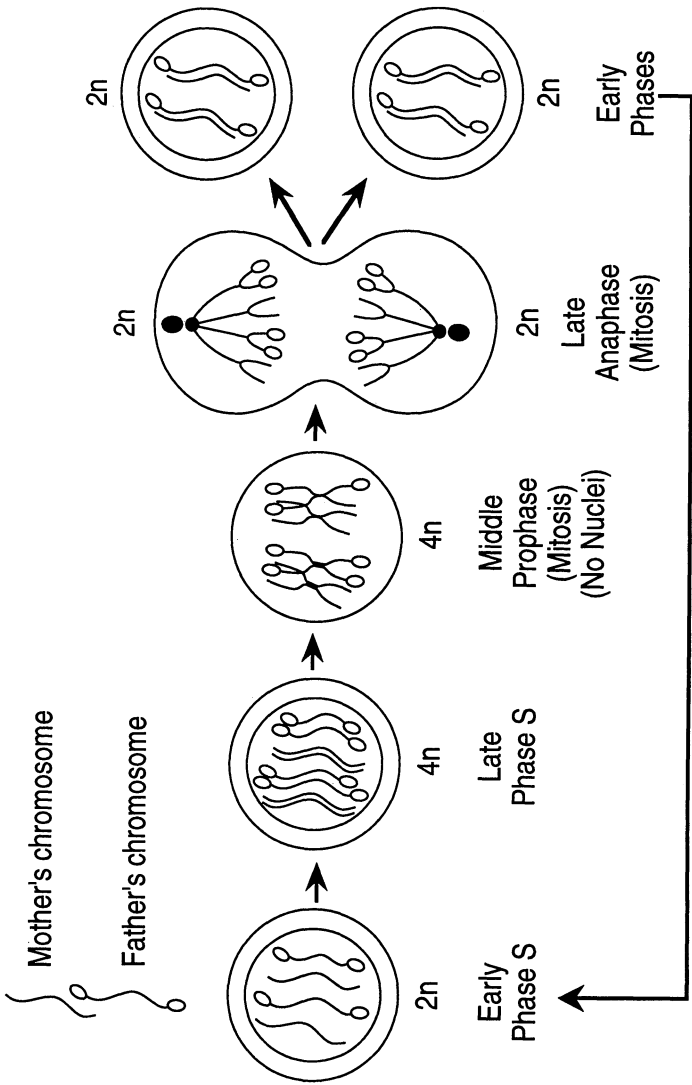 Mother's chromosome
Father's chromosome
2n
4n
4n
2n
2n
2n
2n
Early
Phase S
Late
Phase S
Middle
Prophase
(Mitosis)
(No Nuclei)
Late
Anaphase
(Mitosis)
Early
Phases